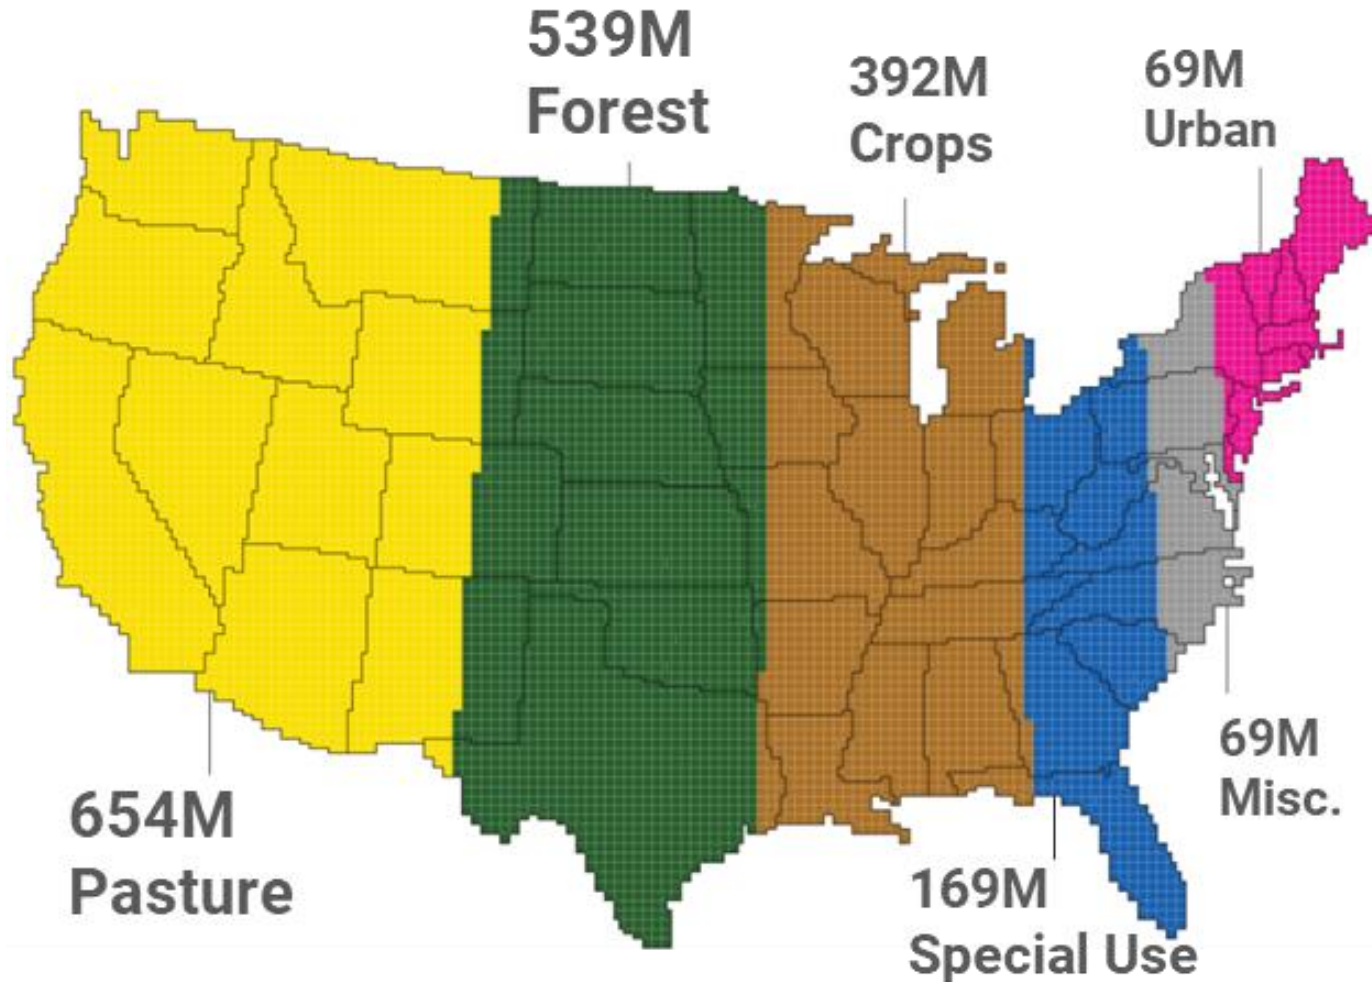 539M
Forest
392M
Crops
69M
Urban
654M
Pasture
169M
Special Use
69M
Misc.